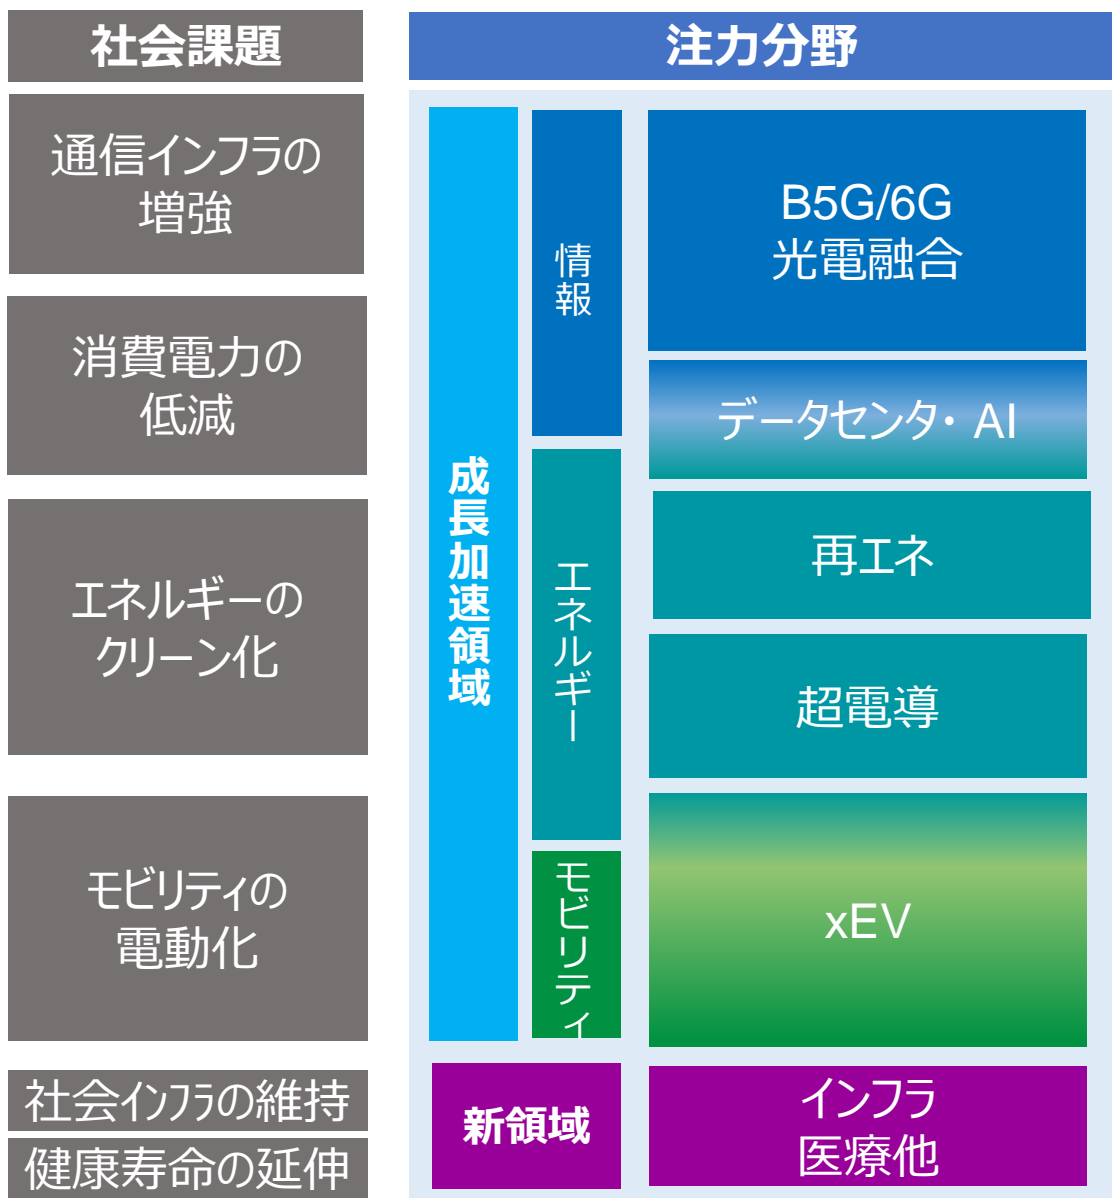 社会課題
注力分野
通信インフラの
増強
消費電力の
低減
エネルギーの
クリーン化
モビリティの
電動化
社会インフラの維持
健康寿命の延伸
成長加速領域
情報
エネルギー
モビリティ
B5G/6G
光電融合
データセンタ・AI
再エネ
超電導
xEV
新領域
インフラ
医療他